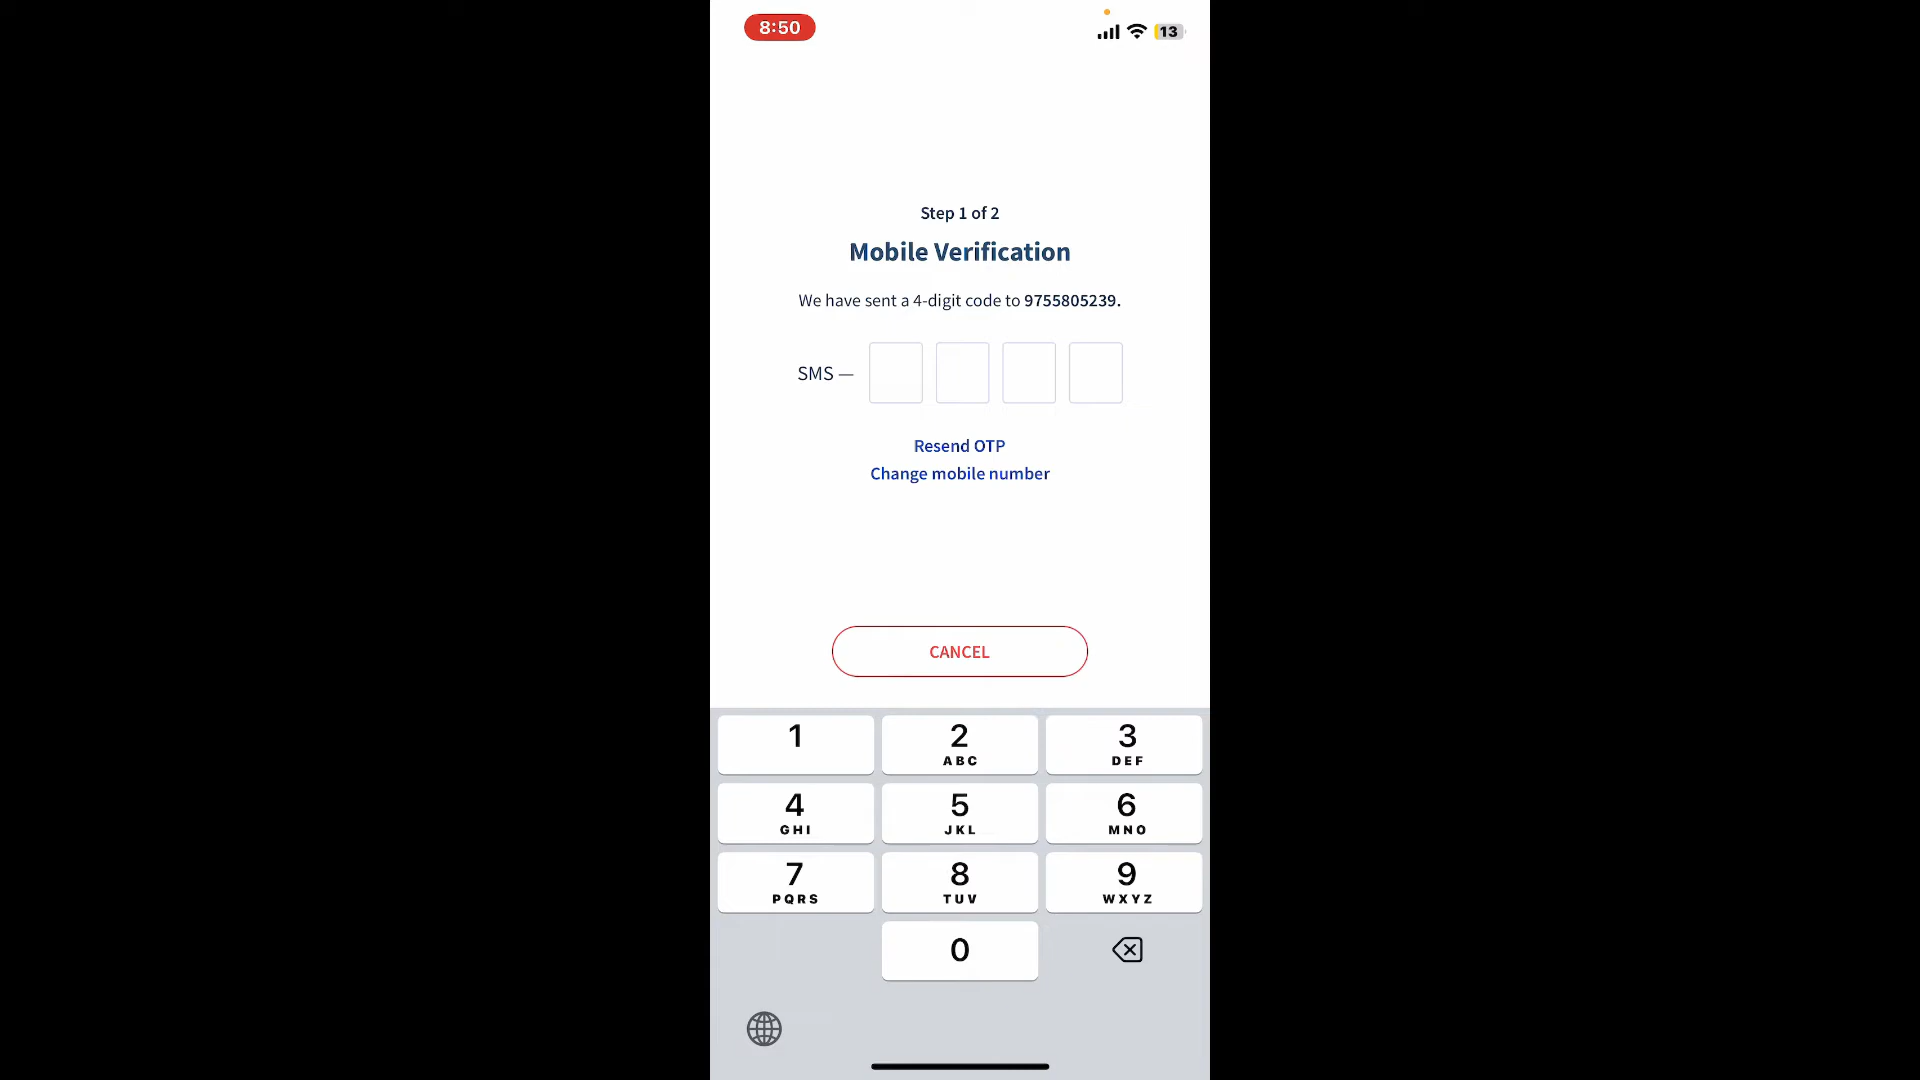 8:50
13
Step 1 of 2
Mobile Verification
We have sent a 4-digit code to 9755805239.
SMS —
Resend OTP
Change mobile number
CANCEL
1
2
3
ABC
DEF
4
5
6
GHI
JKL
MNO
7
8
9
PQRS
TUV
WXYZ
0